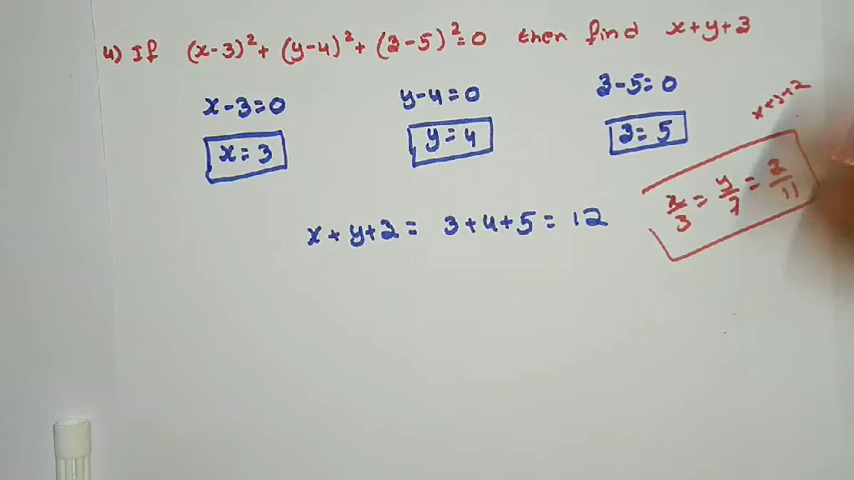 4) If (x-3)²+(y-4)²+(z-5)²=0 then find x+y+z
x-3=0 y-4=0 z-5=0
x=3 y=4 z=5
x+y+z
x/3=y/7=z/11
x+y+z= 3+4+5=12